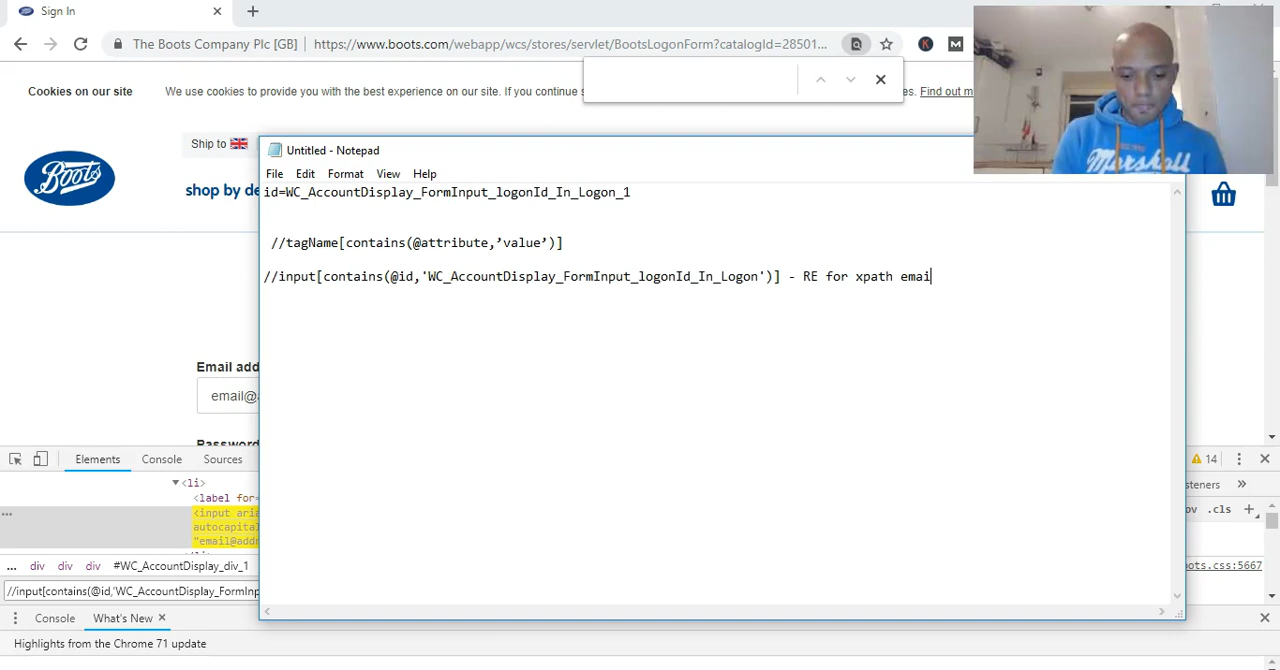 Sign In
The Boots Company Plc [GB] https://www.boots.com/webapp/wcs/stores/servlet/BootsLogonForm?catalogId=28501...
K
M
Cookies on our site
We use cookies to provide you with the best experience on our site. If you continue
es. Find out m
Ship to
Boots
shop by de
Untitled - Notepad
File Edit Format View Help
id=WC_AccountDisplay_FormInput_logonId_In_Logon_1
//tagName[contains(@attribute,’value’)]
//input[contains(@id,'WC_AccountDisplay_FormInput_logonId_In_Logon')] - RE for xpath emai
Marshall
Email add
email@a
Password
Elements Console Sources
14
<li>
<label for=
<input aria
autocapital
"email@addr
... div div div #WC_AccountDisplay_div_1
//input[contains(@id,'WC_AccountDisplay_FormInp
steners
ov .cls
oots.css:5667
Console What's New
Highlights from the Chrome 71 update